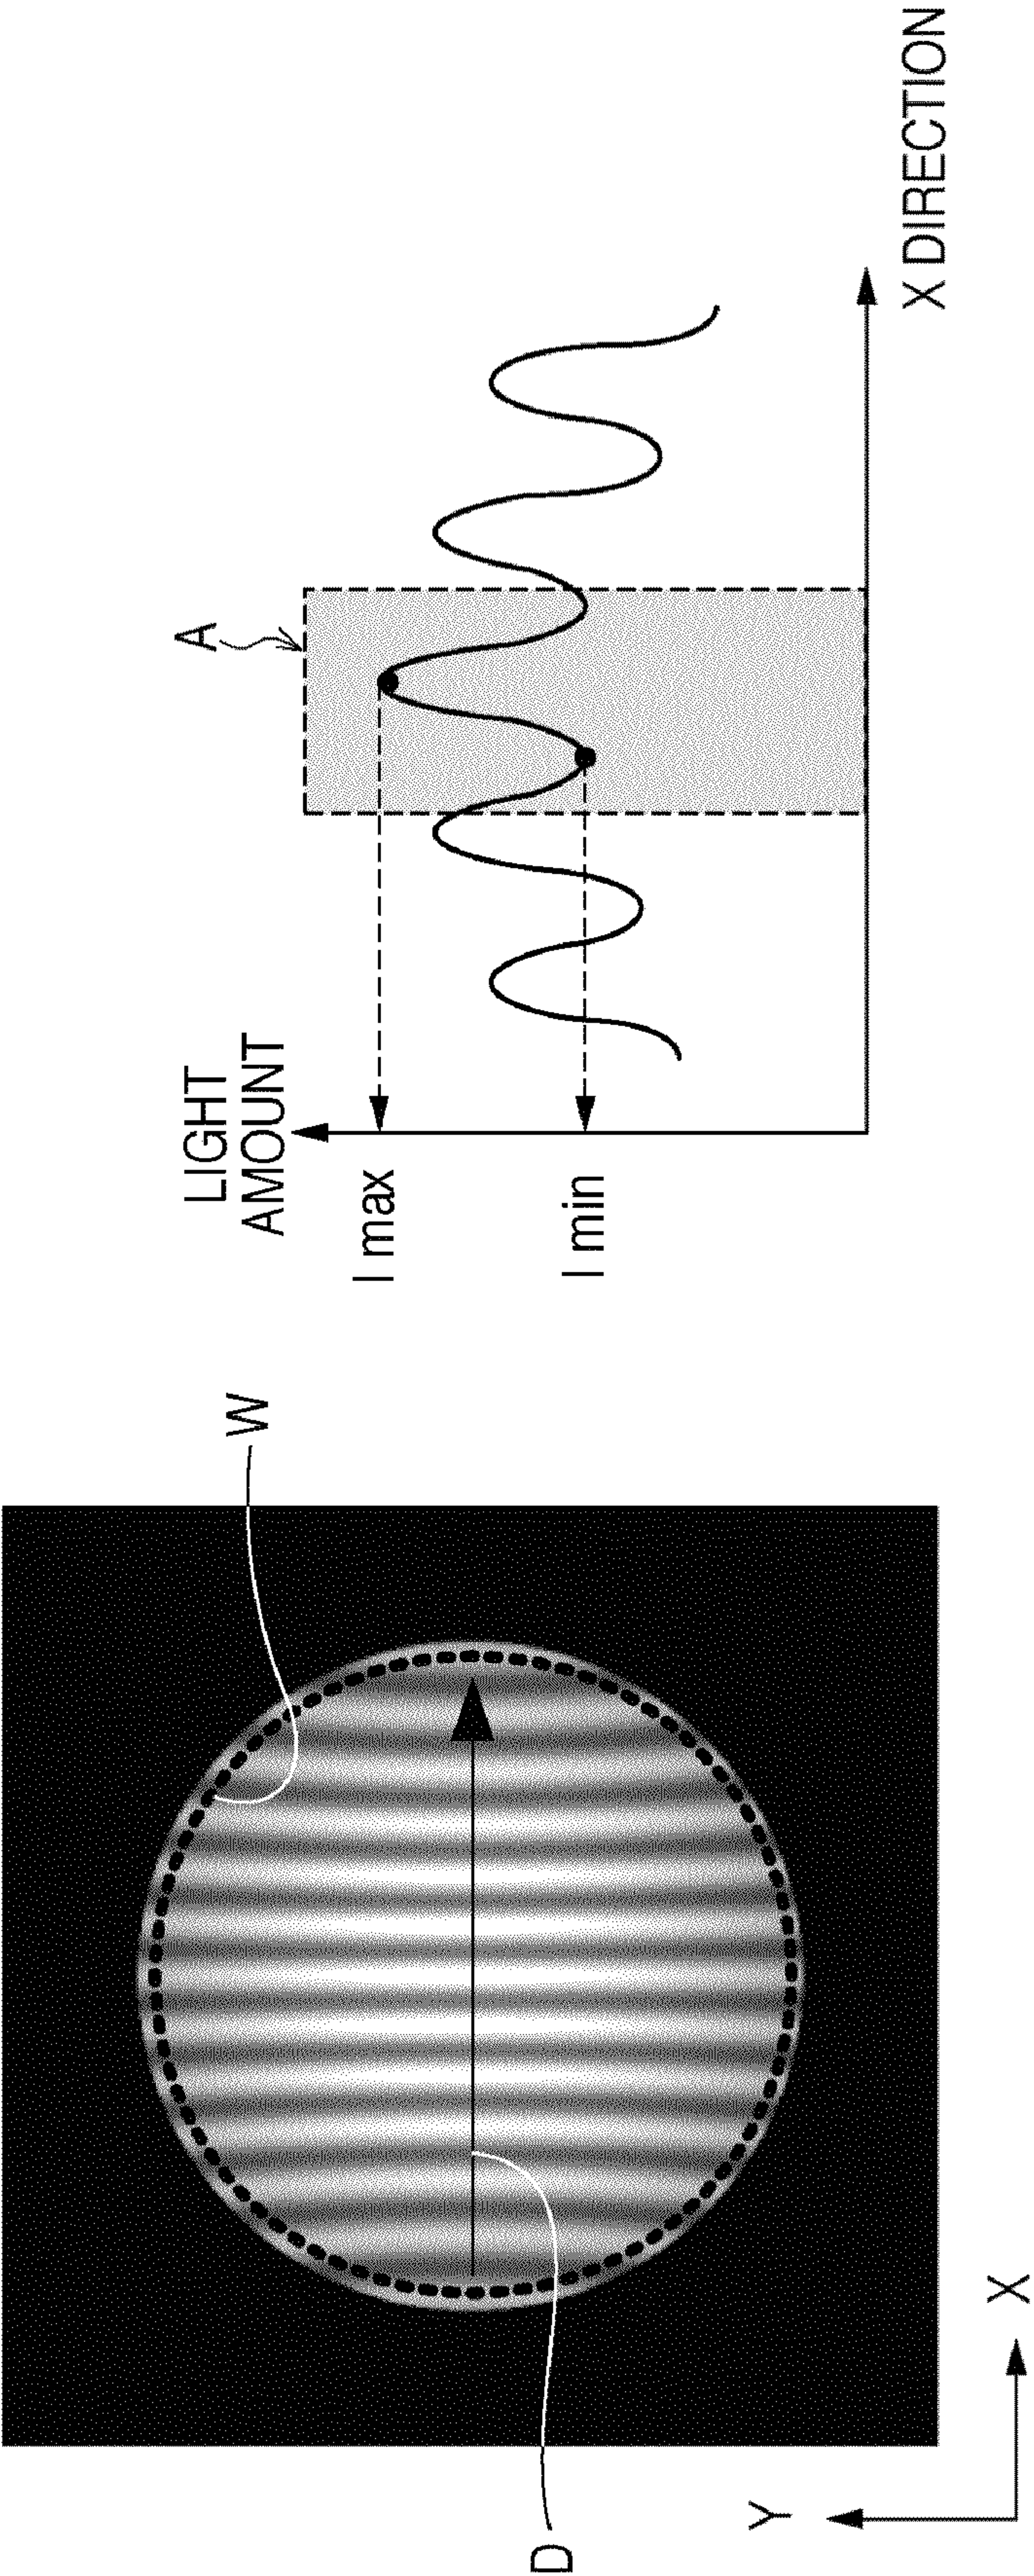 W
D
Y
X
LIGHT
AMOUNT
I max
I min
A
X DIRECTION